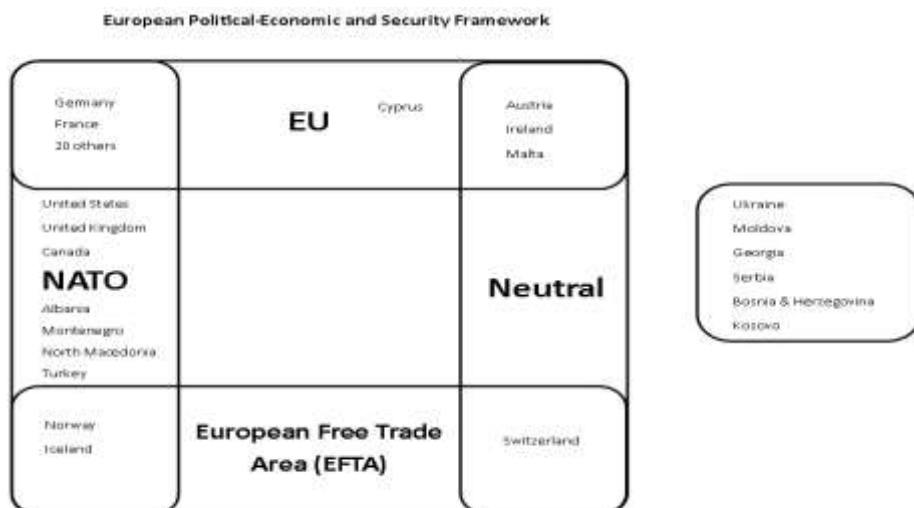 European Political-Economic and Security Framework
Germany
France
20 others
EU
Cyprus
Austria
Ireland
Malta
United States
United Kingdom
Canada
NATO
Albania
Montenegro
North Macedonia
Turkey
Neutral
Ukraine
Moldova
Georgia
Serbia
Bosnia & Herzegovina
Kosovo
Norway
Iceland
European Free Trade
Area (EFTA)
Switzerland